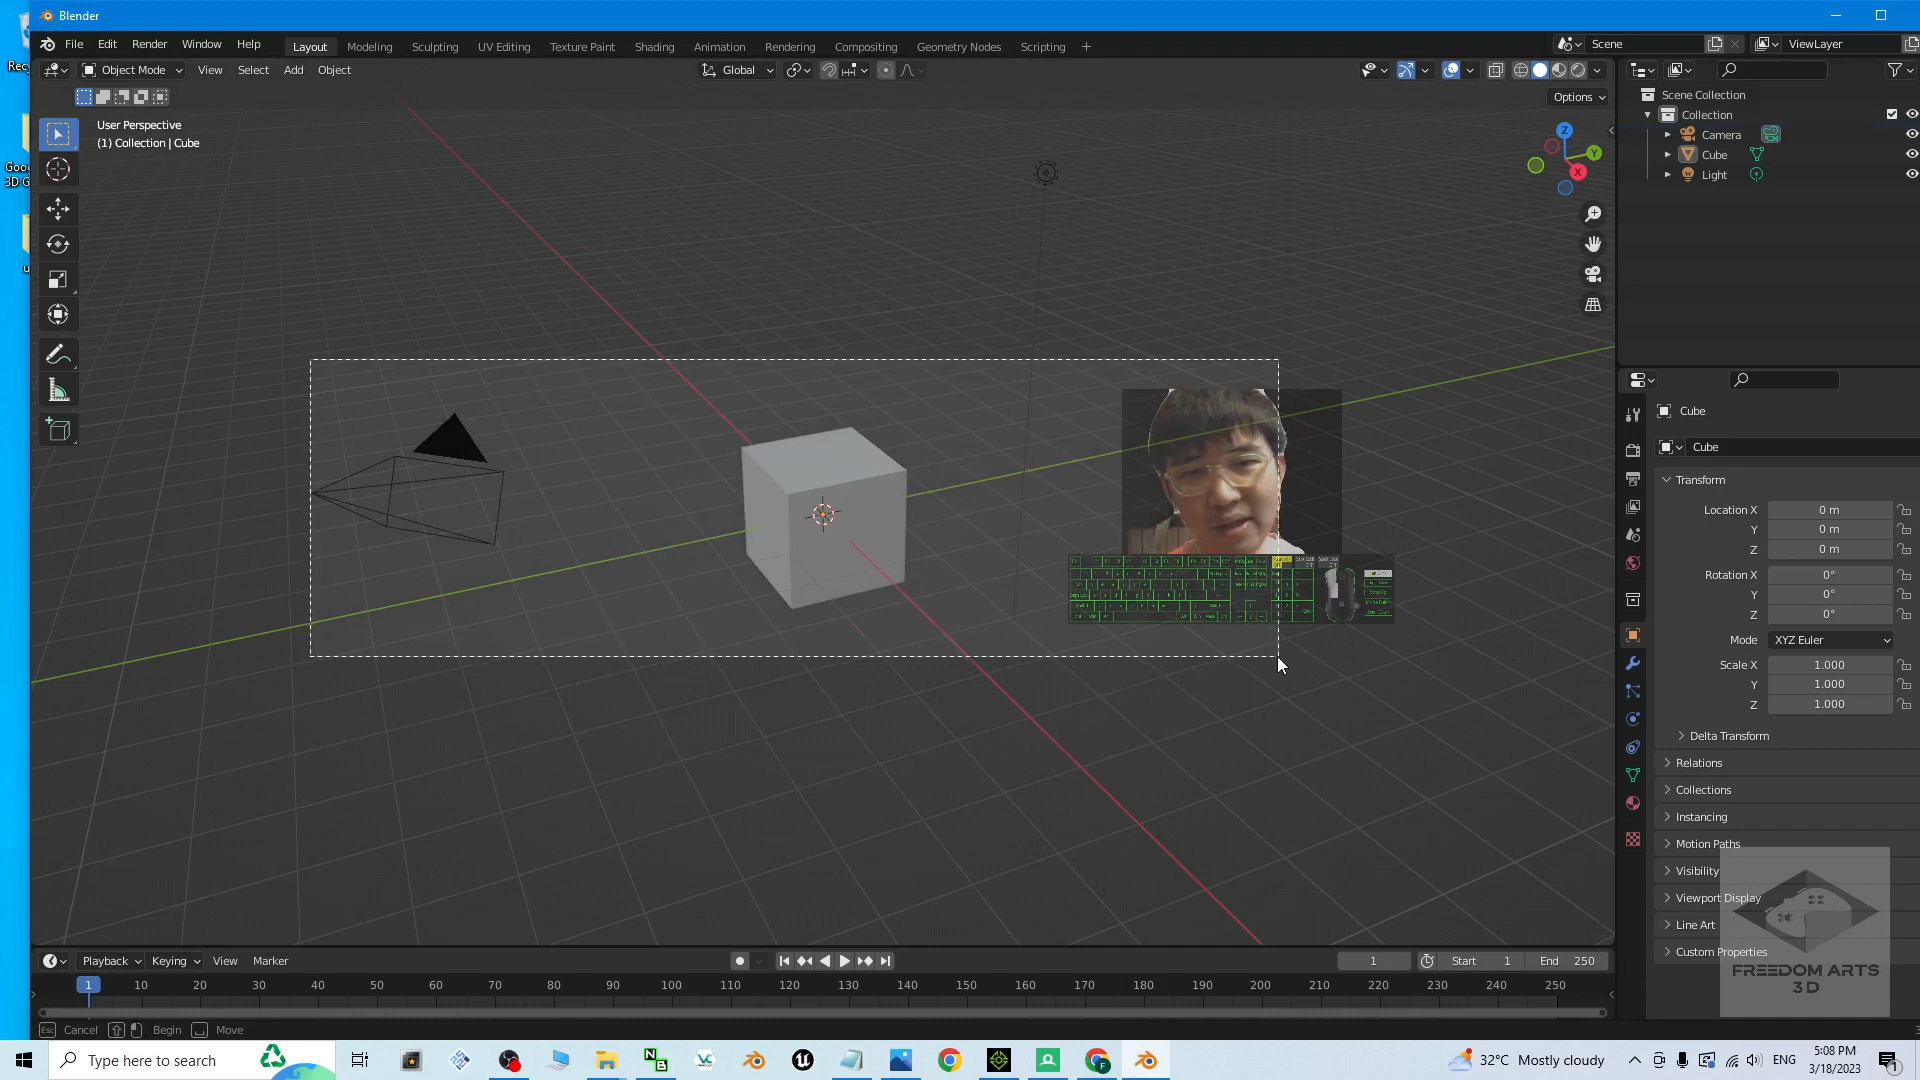 Blender
File Edit Render Window Help Layout Modeling Sculpting UV Editing Texture Paint Shading Animation Rendering Compositing Geometry Nodes Scripting + Scene ViewLayer
Object Mode View Select Add Object Global
Options
User Perspective
(1) Collection | Cube
Z
Y
X
Scene Collection
Collection
Camera
Cube
Light
Cube
Cube
Transform
Location X 0 m
Y 0 m
Z 0 m
Rotation X 0°
Y 0°
Z 0°
Mode XYZ Euler
Scale X 1.000
Y 1.000
Z 1.000
Delta Transform
Relations
Collections
Instancing
Motion Paths
Visibility
Viewport Display
Line Art
Custom Properties
FREEDOM ARTS
3D
Playback Keying View Marker 1 Start 1 End 250
1 10 20 30 40 50 60 70 80 90 100 110 120 130 140 150 160 170 180 190 200 210 220 230 240 250
Esc Cancel Begin Move
Type here to search
32°C Mostly cloudy ENG
5:08 PM
3/18/2023
1